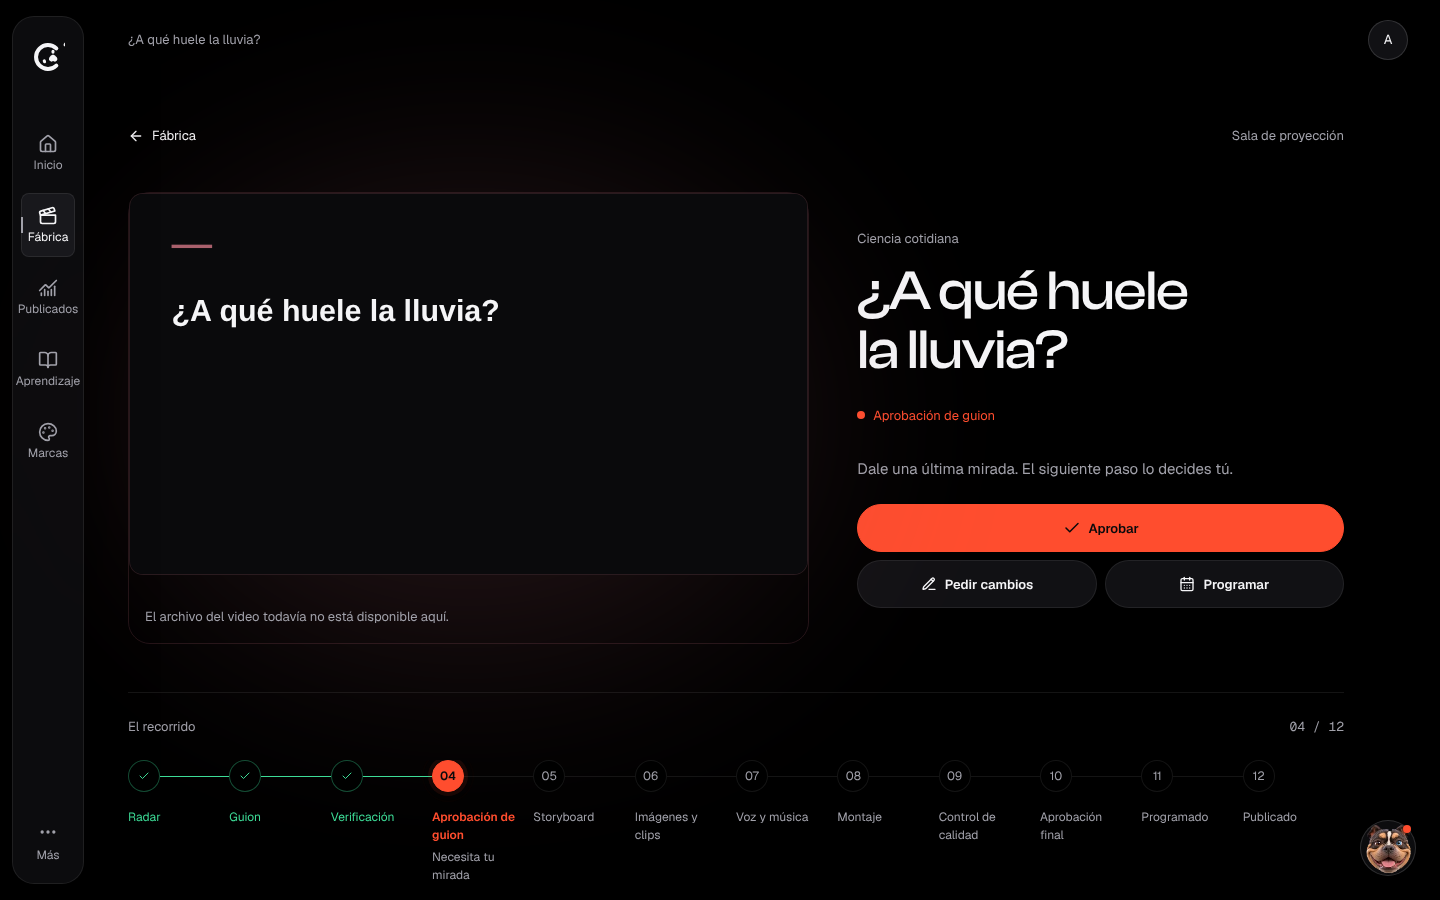 ¿A qué huele la lluvia?
A
Inicio
Fábrica
Publicados
Aprendizaje
Marcas
Más
Fábrica
Sala de proyección
¿A qué huele la lluvia?
El archivo del video todavía no está disponible aquí.
Ciencia cotidiana
¿A qué huele
la lluvia?
Aprobación de guion
Dale una última mirada. El siguiente paso lo decides tú.
Aprobar
Pedir cambios
Programar
El recorrido
04 / 12
04
05
06
07
08
09
10
11
12
Radar
Guion
Verificación
Aprobación de
guion
Necesita tu
mirada
Storyboard
Imágenes y
clips
Voz y música
Montaje
Control de
calidad
Aprobación
final
Programado
Publicado